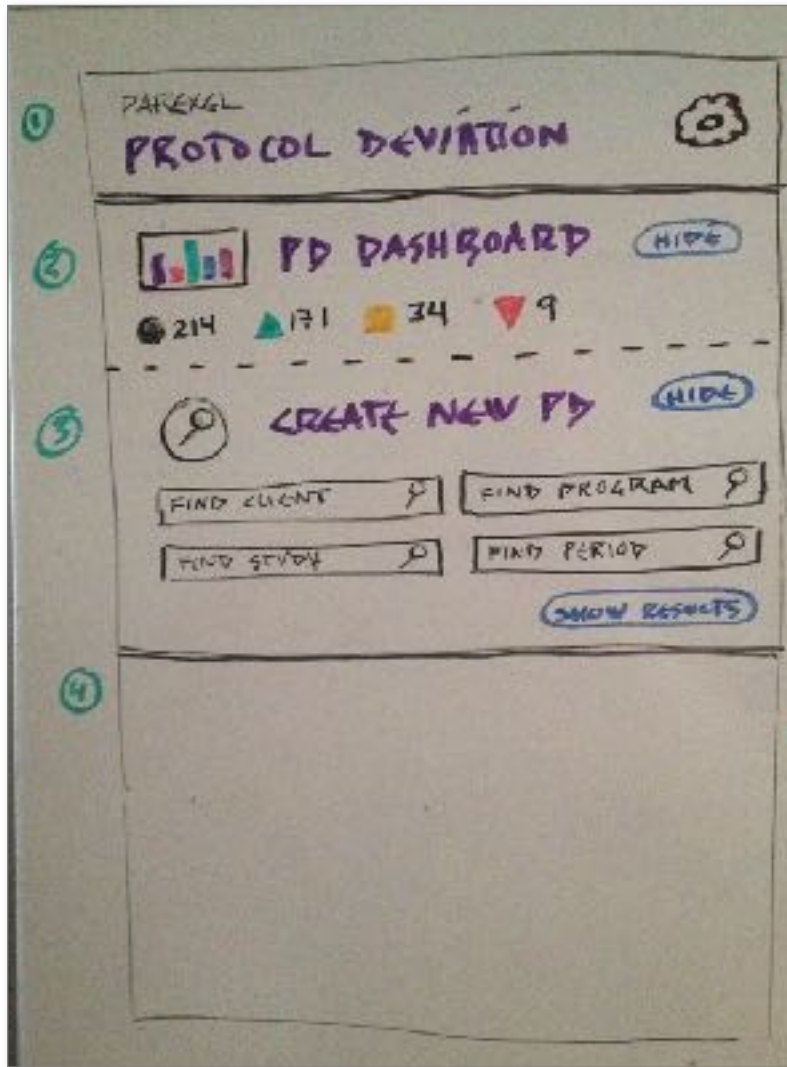 1 PAREXEL
PROTOCOL DEVIATION
2 PD DASHBOARD HIDE
214 171 34 9
3 CREATE NEW PD HIDE
FIND CLIENT FIND PROGRAM
FIND STUDY FIND PERIOD
SHOW RESULTS
4